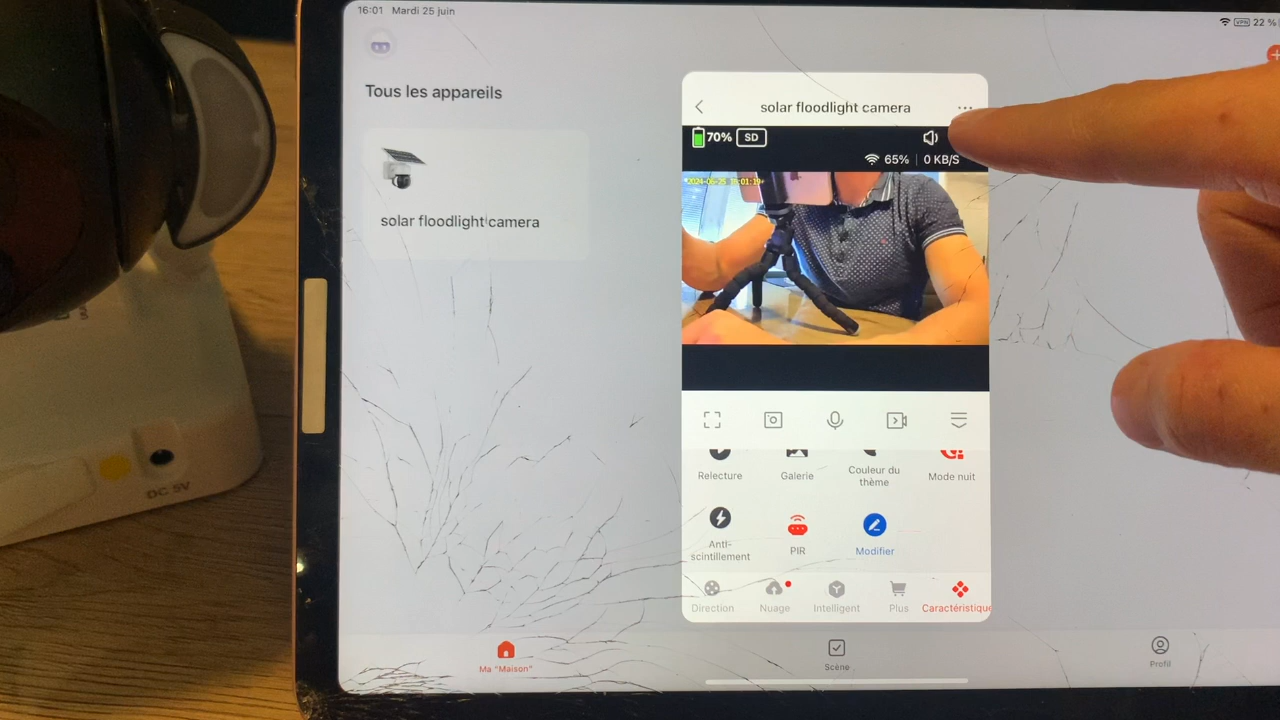 16:01 Mardi 25 juin
VPN 22 %
Tous les appareils
solar floodlight camera
solar floodlight camera
70% SD
65% 0 KB/S
Relecture
Galerie
Couleur du
thème
Mode nuit
Anti-
scintillement
PIR
Modifier
Direction
Nuage
Intelligent
Plus
Caractéristique
Ma "Maison"
Scène
Profil
DC 5V